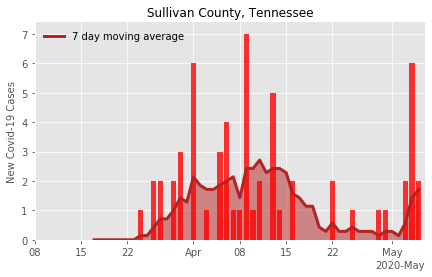 Sullivan County, Tennessee
7 day moving average
New Covid-19 Cases
7
6
5
4
3
2
1
0
08 15 22 Apr 08 15 22 May
2020-May